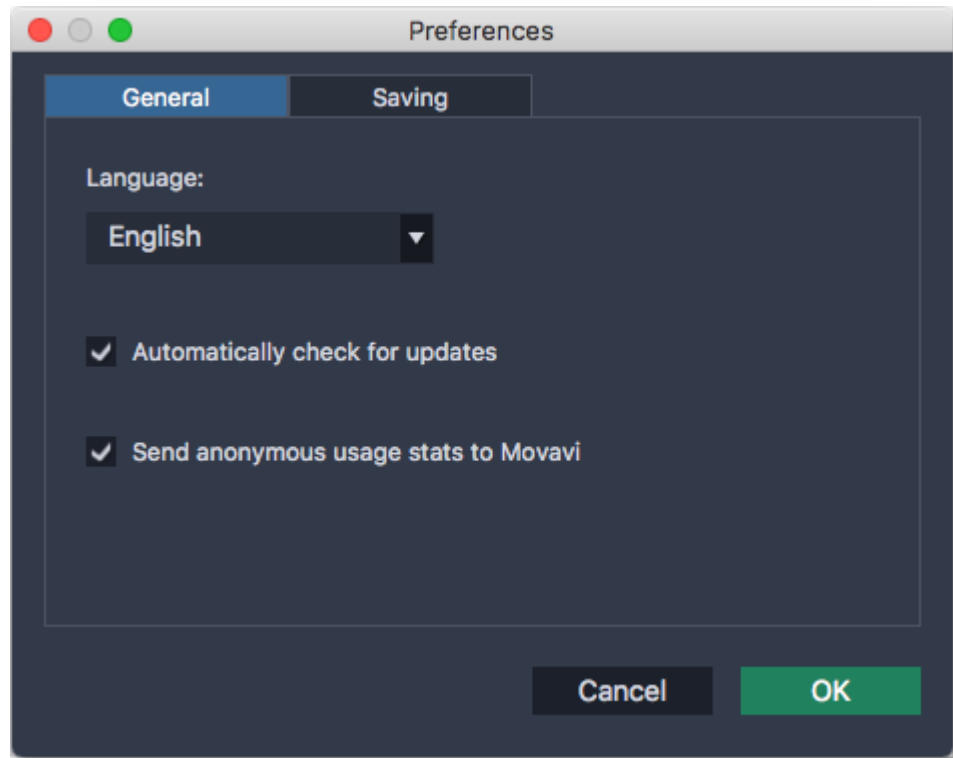 Preferences
General Saving
Language:
English
Automatically check for updates
Send anonymous usage stats to Movavi
Cancel OK